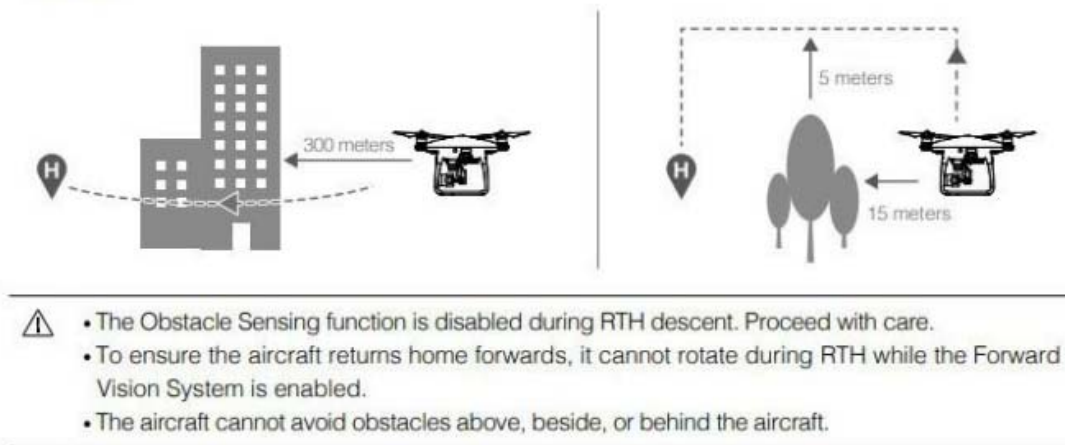 H
300 meters
H
5 meters
15 meters
• The Obstacle Sensing function is disabled during RTH descent. Proceed with care.
• To ensure the aircraft returns home forwards, it cannot rotate during RTH while the Forward
Vision System is enabled.
• The aircraft cannot avoid obstacles above, beside, or behind the aircraft.